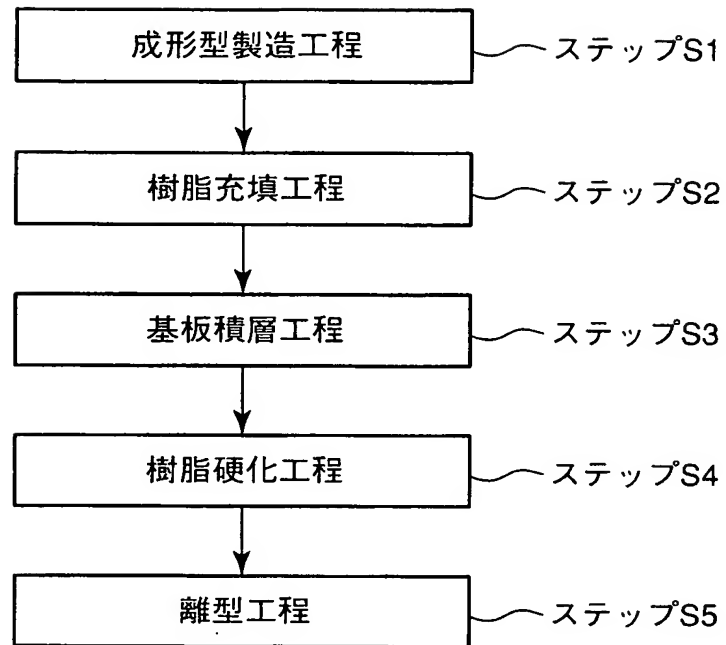 成形型製造工程 ステップS1
樹脂充填工程 ステップS2
基板積層工程 ステップS3
樹脂硬化工程 ステップS4
離型工程 ステップS5